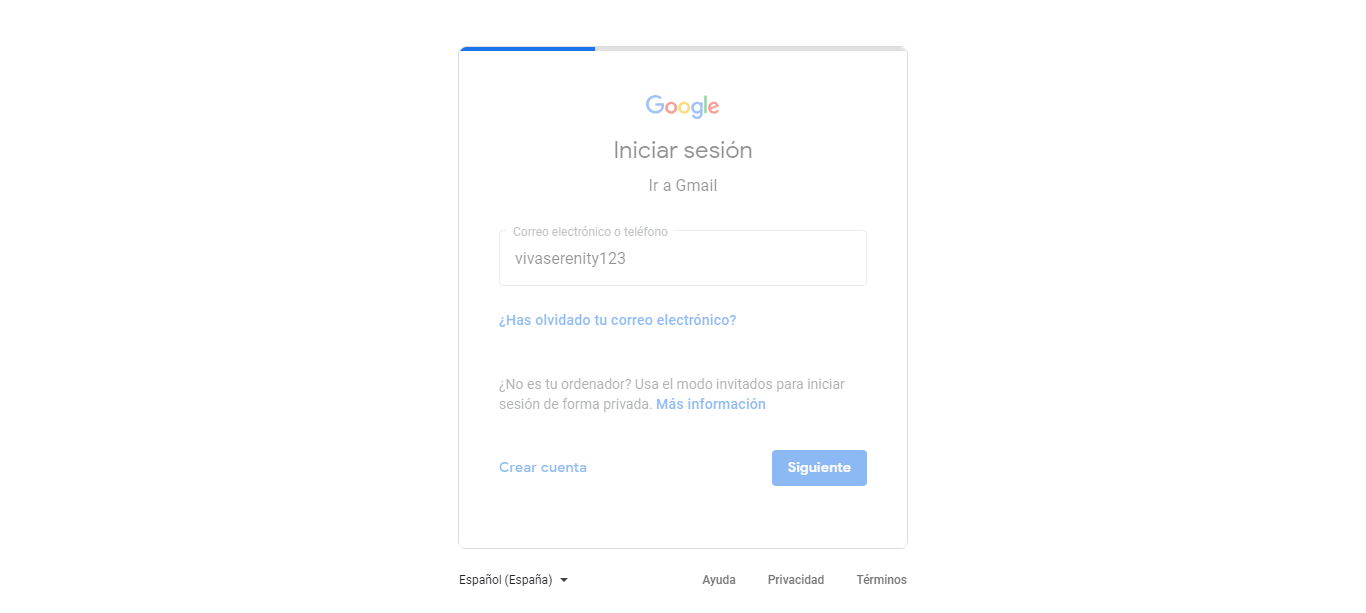 Google
Iniciar sesión
Ir a Gmail
Correo electrónico o teléfono
vivaserenity123
¿Has olvidado tu correo electrónico?
¿No es tu ordenador? Usa el modo invitados para iniciar
sesión de forma privada. Más información
Crear cuenta
Siguiente
Español (España)
Ayuda
Privacidad
Términos